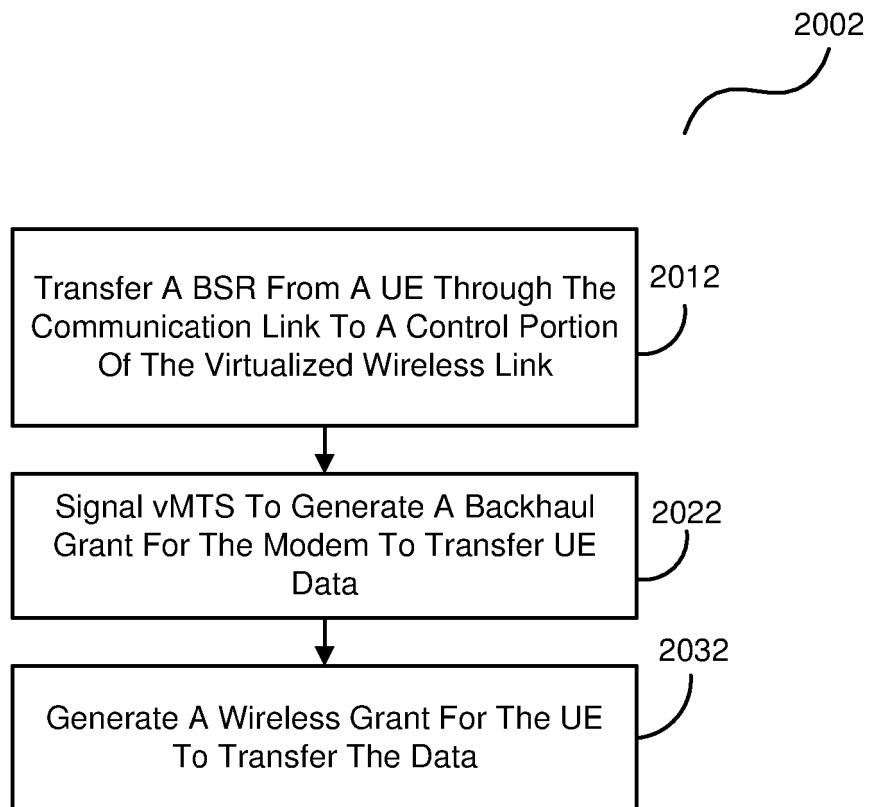 2002
Transfer A BSR From A UE Through The
Communication Link To A Control Portion
Of The Virtualized Wireless Link
2012
Signal vMTS To Generate A Backhaul
Grant For The Modem To Transfer UE
Data
2022
Generate A Wireless Grant For The UE
To Transfer The Data
2032